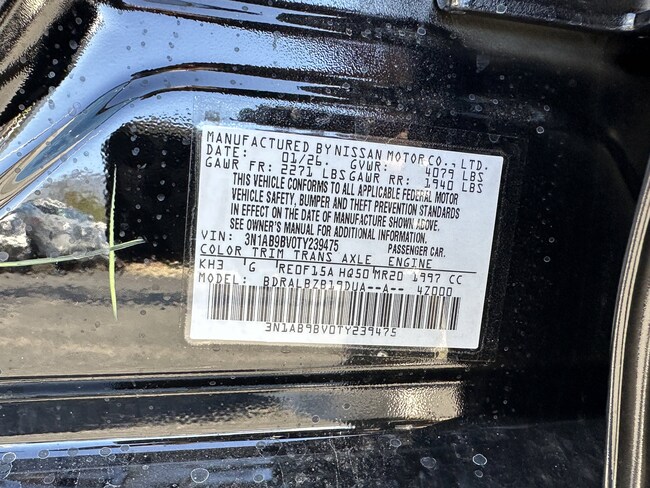 MANUFACTURED BY NISSAN MOTOR CO., LTD.
DATE: 01/26. GVWR: 4079 LBS
GAWR FR: 2271 LBS GAWR RR: 1940 LBS
THIS VEHICLE CONFORMS TO ALL APPLICABLE FEDERAL MOTOR
VEHICLE SAFETY, BUMPER AND THEFT PREVENTION STANDARDS
IN EFFECT ON THE DATE OF MANUFACTURE SHOWN ABOVE.
SEE OWNER'S MANUAL FOR ADDITIONAL INFORMATION.
VIN: 3N1AB9BV0TY239475 PASSENGER CAR.
COLOR TRIM TRANS AXLE ENGINE
KH3 G RE0F15A HQ50 MR20 1997 CC
MODEL: BDRALBZB19DUA--A-- 4Z000
3N1AB9BV0TY239475